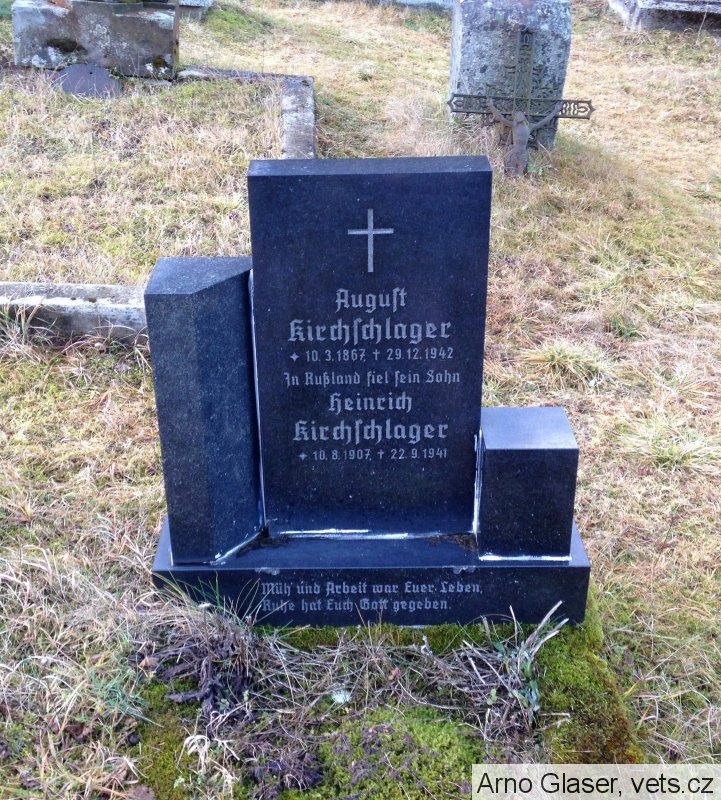 August
Kirchschlager
✦ 10.3.1867 ✝ 29.12.1942
In Rußland fiel sein Sohn
Heinrich
Kirchschlager
✦ 10.8.1907 ✝ 22.9.1941
Müh' und Arbeit war Euer Leben,
Ruhe hat Euch Gott gegeben.
Arno Glaser, vets.cz